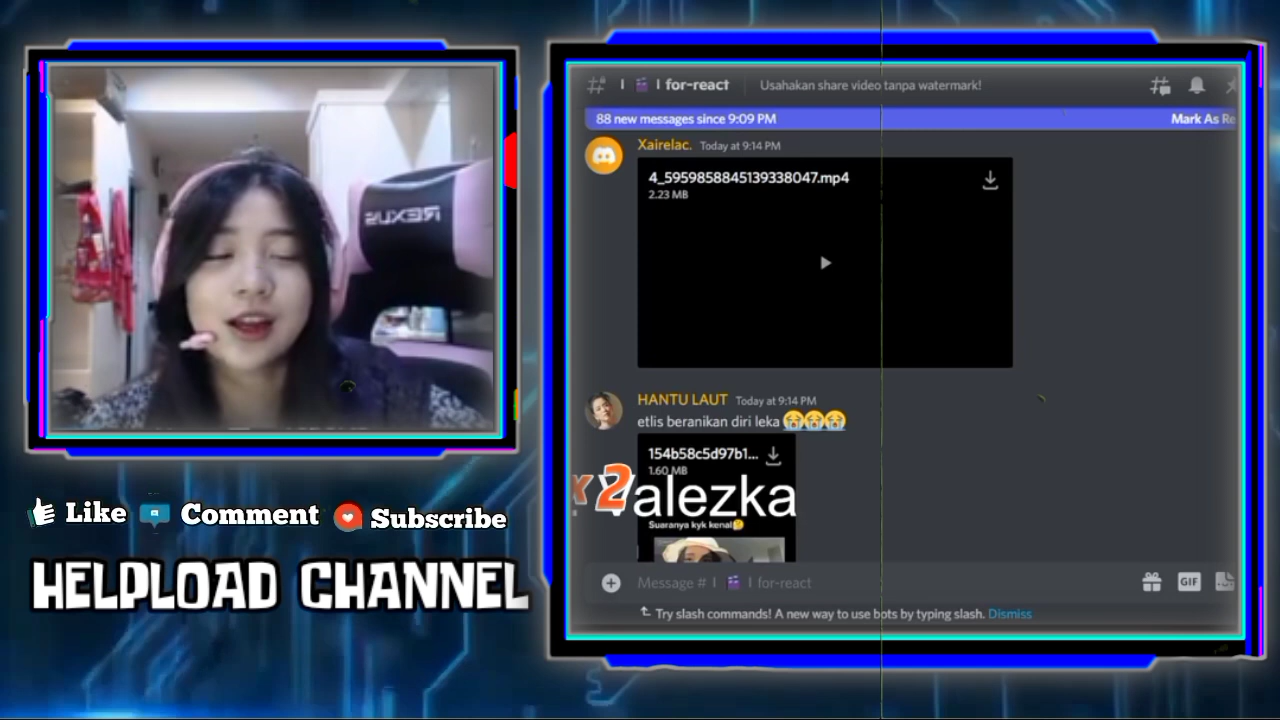 REXUS
Like
Comment
Subscribe
HELPLOAD CHANNEL
for-react
Usahakan share video tanpa watermark!
88 new messages since 9:09 PM
Mark As Re
Xairelac. Today at 9:14 PM
4_5959858845139338047.mp4
2.23 MB
HANTU LAUT Today at 9:14 PM
etlis beranikan diri leka 😭😭😭
154b58c5d97b1...
1.60 MB
X 2
Valezka
Suaranya kyk kenal🤔
Message # | 🎬 | for-react
GIF
Try slash commands! A new way to use bots by typing slash. Dismiss